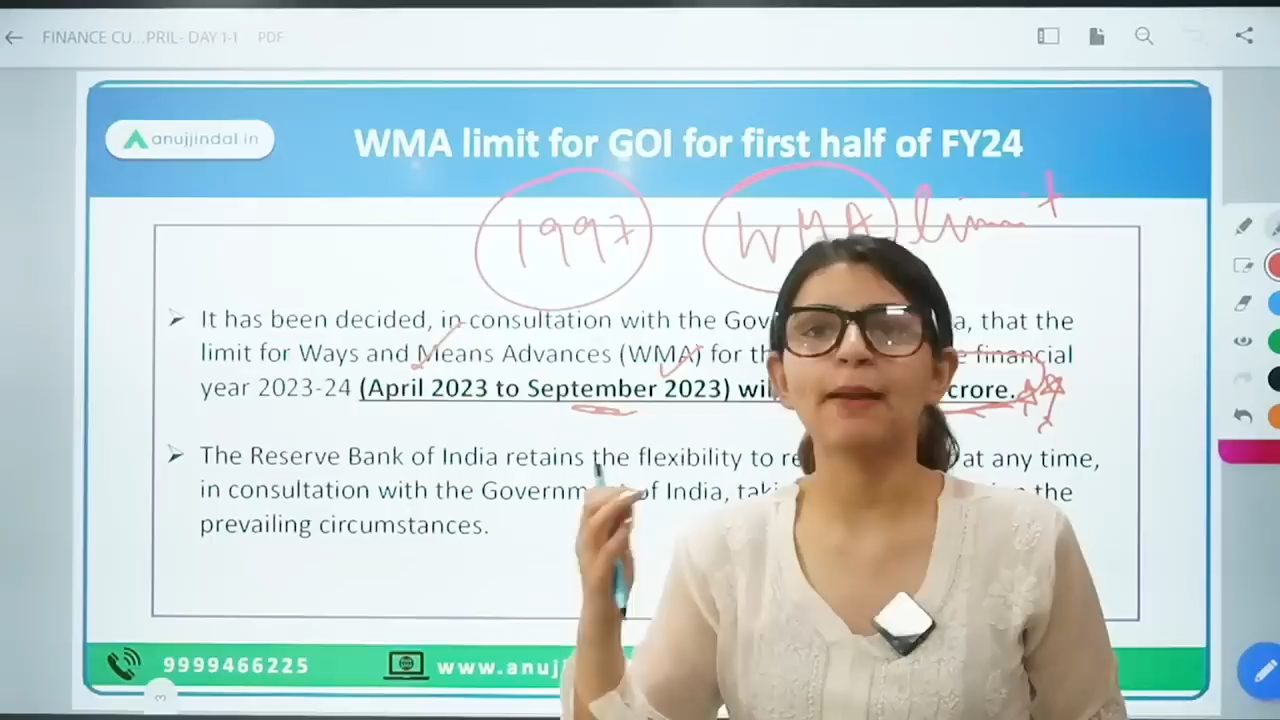 FINANCE CU...PRIL- DAY 1-1 PDF
anujjindal in
WMA limit for GOI for first half of FY24
1997 WMA limit
It has been decided, in consultation with the Gov a, that the
limit for Ways and Means Advances (WMA) for th financial
year 2023-24 (April 2023 to September 2023) wil crore.
The Reserve Bank of India retains the flexibility to re at any time,
in consultation with the Governm of India, taki the
prevailing circumstances.
9999466225 www.anuj
3